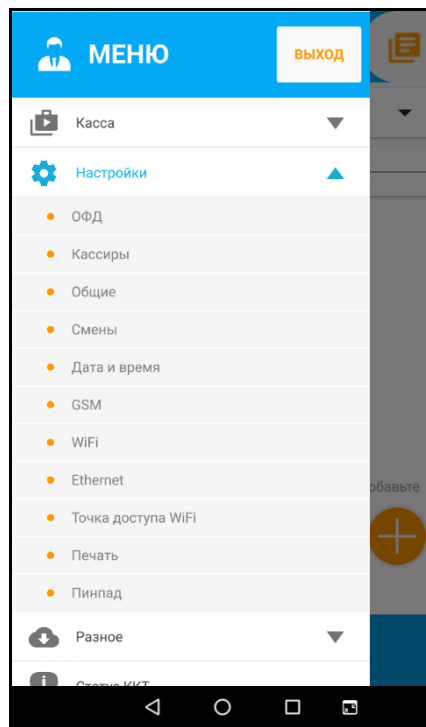 МЕНЮ
ВЫХОД
Касса
Настройки
ОФД
Кассиры
Общие
Смены
Дата и время
GSM
WiFi
Ethernet
обавьте
Точка доступа WiFi
Печать
Пинпад
Разное
Статус ККТ